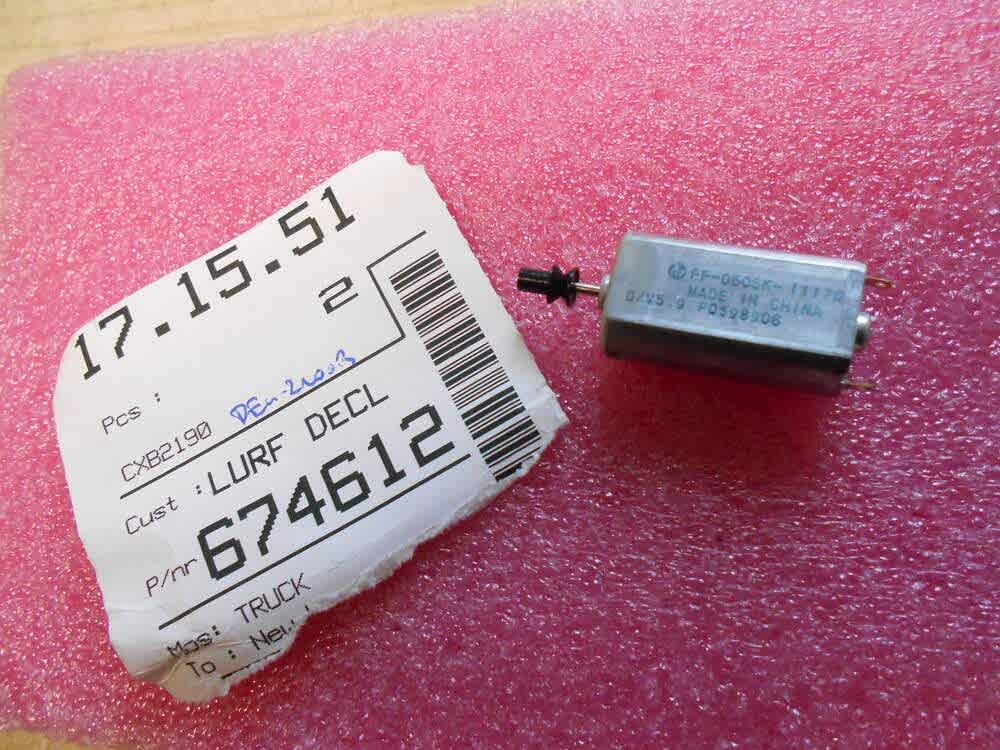 17.15.51
Pcs : 2
CXB2190
Cust : LURF DECL
P/nr 674612
Mos: TRUCK
To :
FF-050SK-
MADE IN CHINA